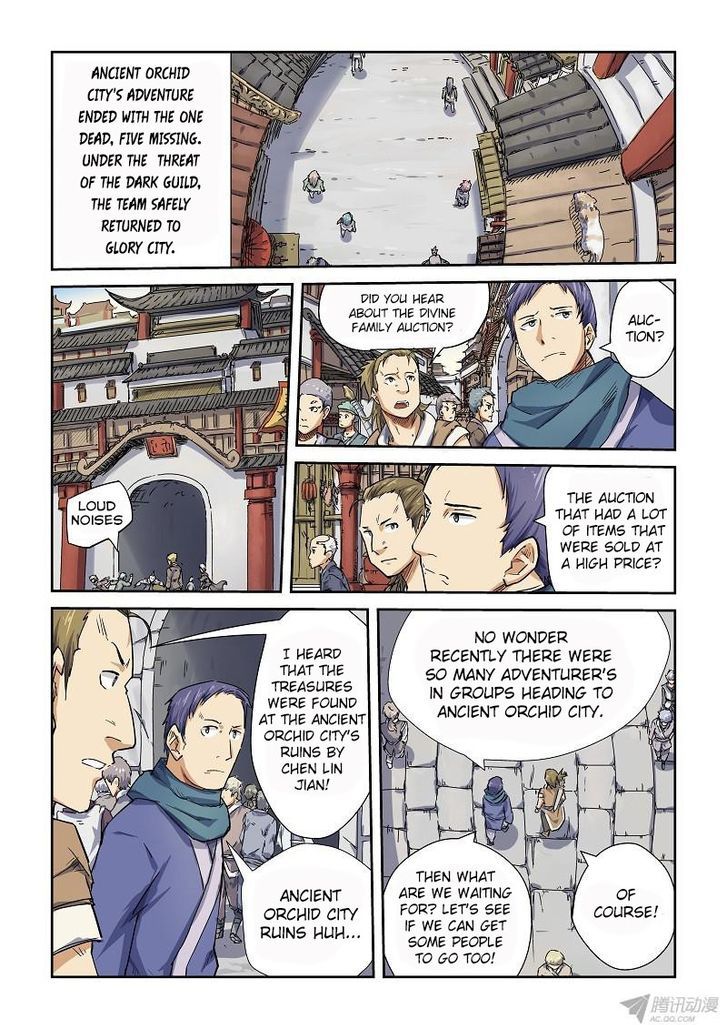 ANCIENT ORCHID
CITY'S ADVENTURE
ENDED WITH THE ONE
DEAD, FIVE MISSING.
UNDER THE THREAT
OF THE DARK GUILD,
THE TEAM SAFELY
RETURNED TO
GLORY CITY.
DID YOU HEAR
ABOUT THE DIVINE
FAMILY AUCTION?
AUC-
TION?
LOUD
NOISES
THE AUCTION
THAT HAD A LOT
OF ITEMS THAT
WERE SOLD AT
A HIGH PRICE?
I HEARD
THAT THE
TREASURES
WERE FOUND
AT THE ANCIENT
ORCHID CITY'S
RUINS BY
CHEN LIN
JIAN!
ANCIENT
ORCHID CITY
RUINS HUH...
NO WONDER
RECENTLY THERE WERE
SO MANY ADVENTURER'S
IN GROUPS HEADING TO
ANCIENT ORCHID CITY.
THEN WHAT
ARE WE WAITING
FOR? LET'S SEE
IF WE CAN GET
SOME PEOPLE
TO GO TOO!
OF
COURSE!
腾讯动漫
AC.QQ.COM